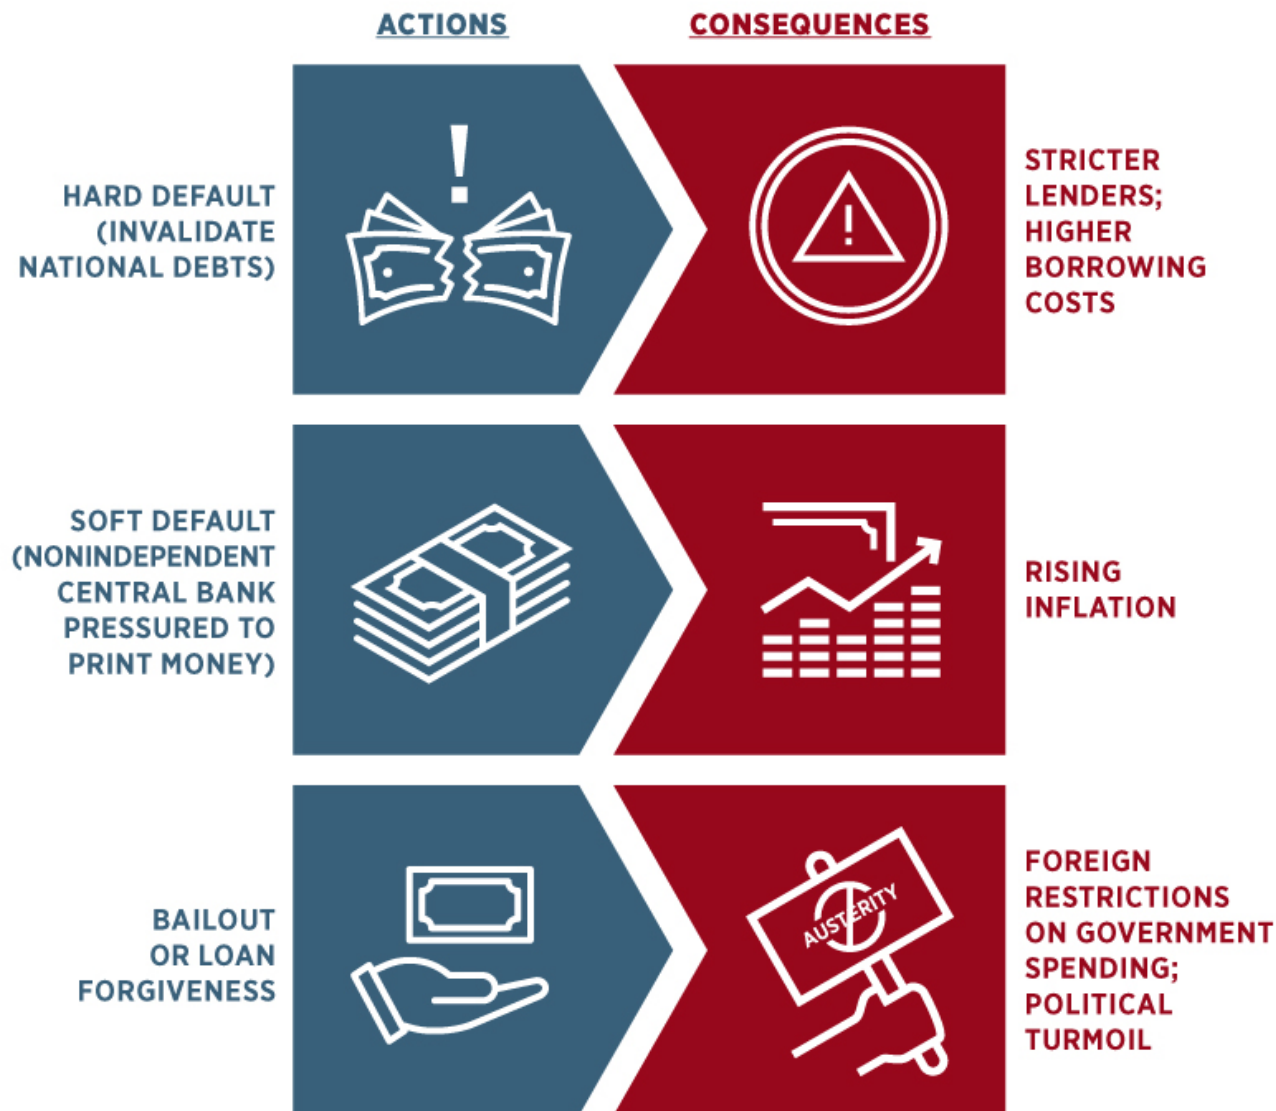 ACTIONS
CONSEQUENCES
HARD DEFAULT
(INVALIDATE
NATIONAL DEBTS)
STRICTER
LENDERS;
HIGHER
BORROWING
COSTS
SOFT DEFAULT
(NONINDEPENDENT
CENTRAL BANK
PRESSURED TO
PRINT MONEY)
RISING
INFLATION
BAILOUT
OR LOAN
FORGIVENESS
AUSTERITY
FOREIGN
RESTRICTIONS
ON GOVERNMENT
SPENDING;
POLITICAL
TURMOIL